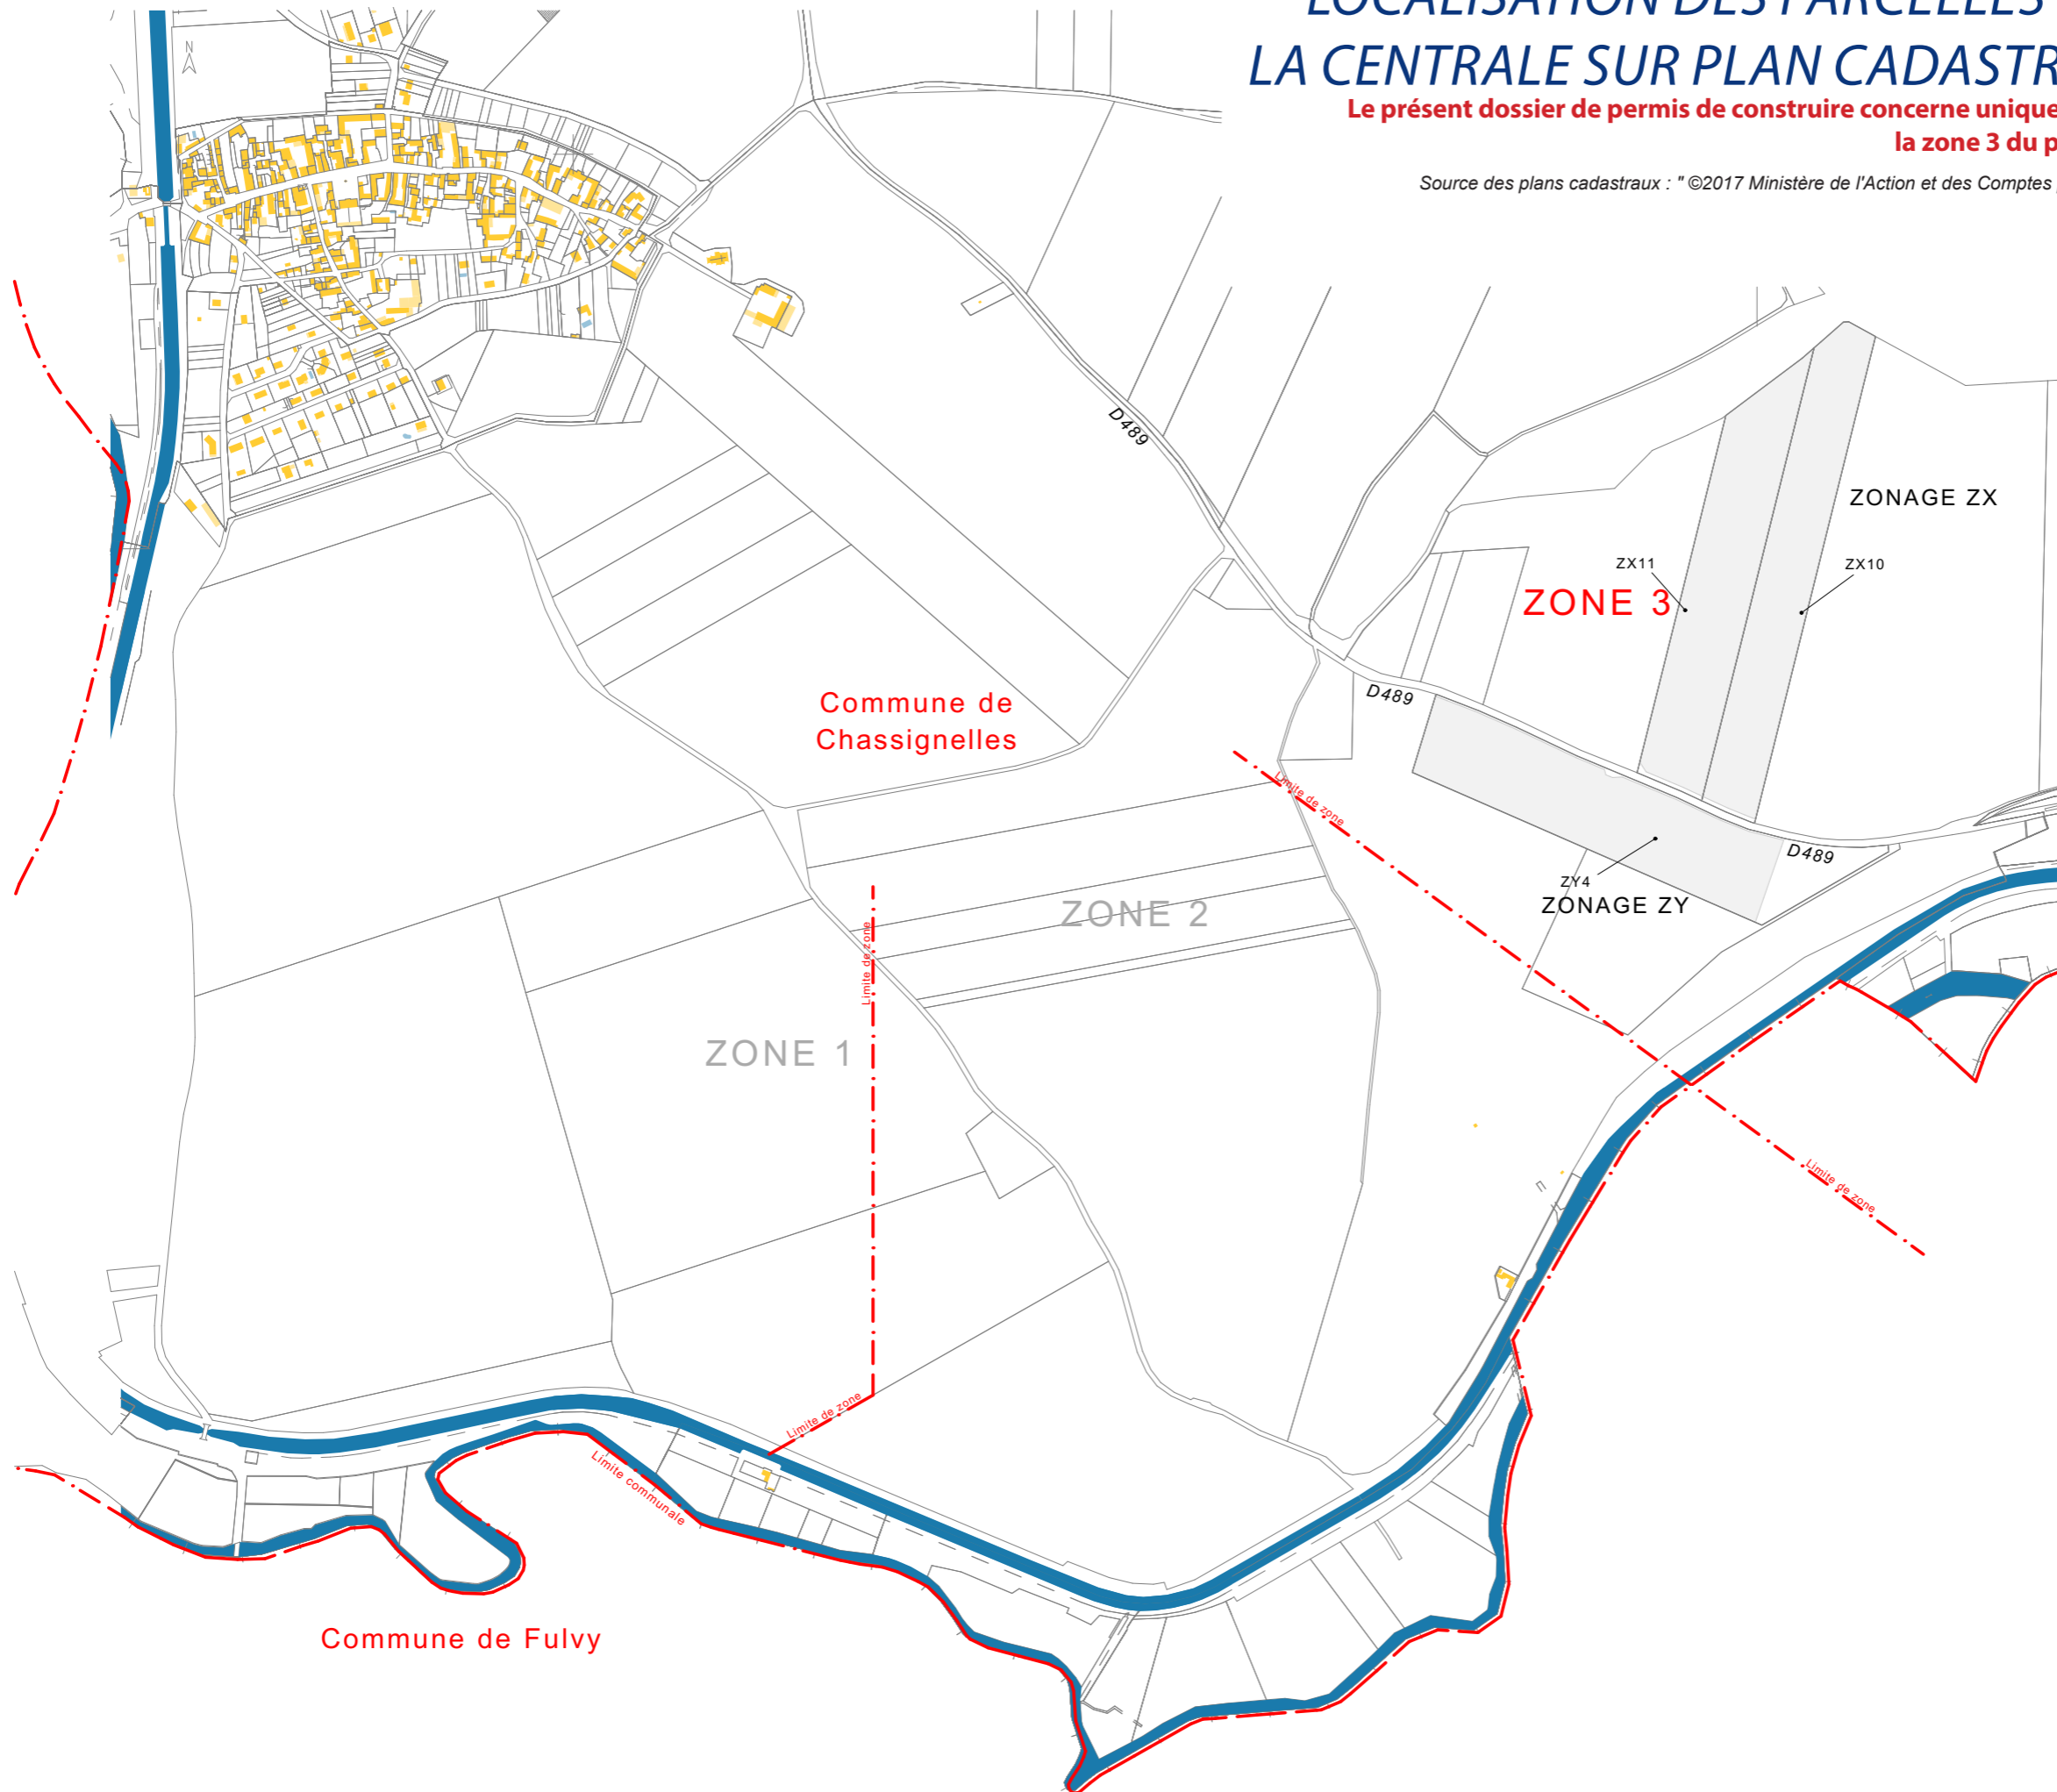 LOCALISATION DES PARCELLES
LA CENTRALE SUR PLAN CADASTR
Le présent dossier de permis de construire concerne unique
la zone 3 du p
Source des plans cadastraux : " ©2017 Ministère de l'Action et des Comptes
N
D489
ZONAGE ZX
ZX11
ZX10
ZONE 3
D489
Commune de
Chassignelles
Limite de zone
D489
ZY4
ZONAGE ZY
ZONE 2
Limite de zone
ZONE 1
Limite de zone
Limite de zone
Limite communale
Commune de Fulvy